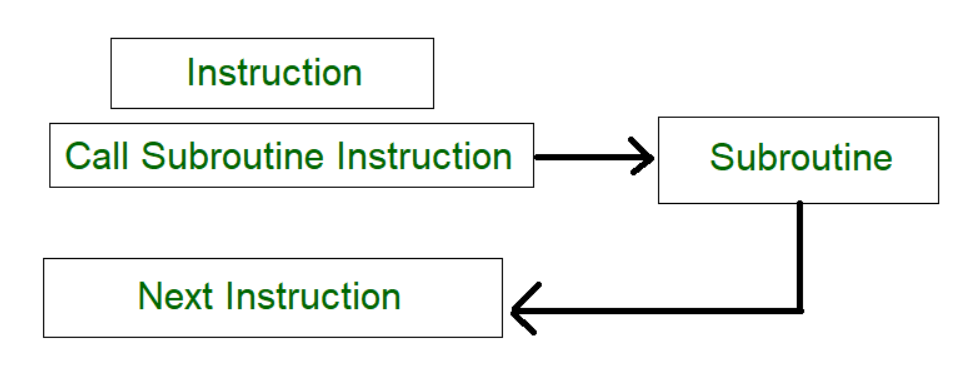 Instruction
Call Subroutine Instruction
Subroutine
Next Instruction